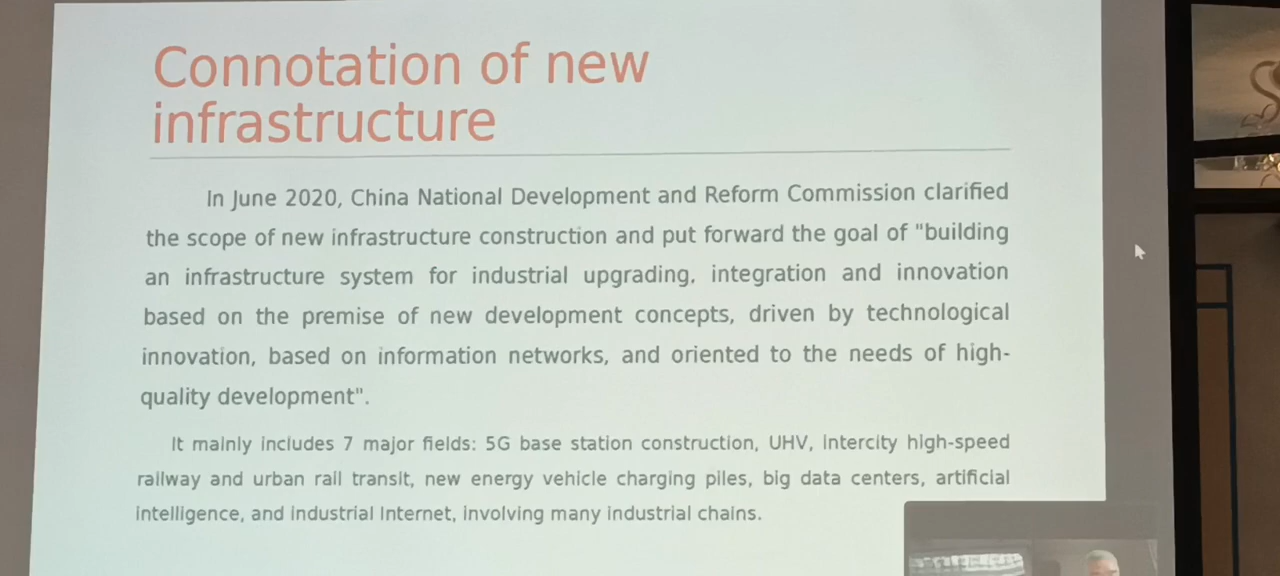 Connotation of new
infrastructure
In June 2020, China National Development and Reform Commission clarified
the scope of new infrastructure construction and put forward the goal of "building
an infrastructure system for industrial upgrading, integration and innovation
based on the premise of new development concepts, driven by technological
innovation, based on information networks, and oriented to the needs of high-
quality development".
It mainly includes 7 major fields: 5G base station construction, UHV, intercity high-speed
railway and urban rail transit, new energy vehicle charging piles, big data centers, artificial
intelligence, and industrial Internet, involving many industrial chains.